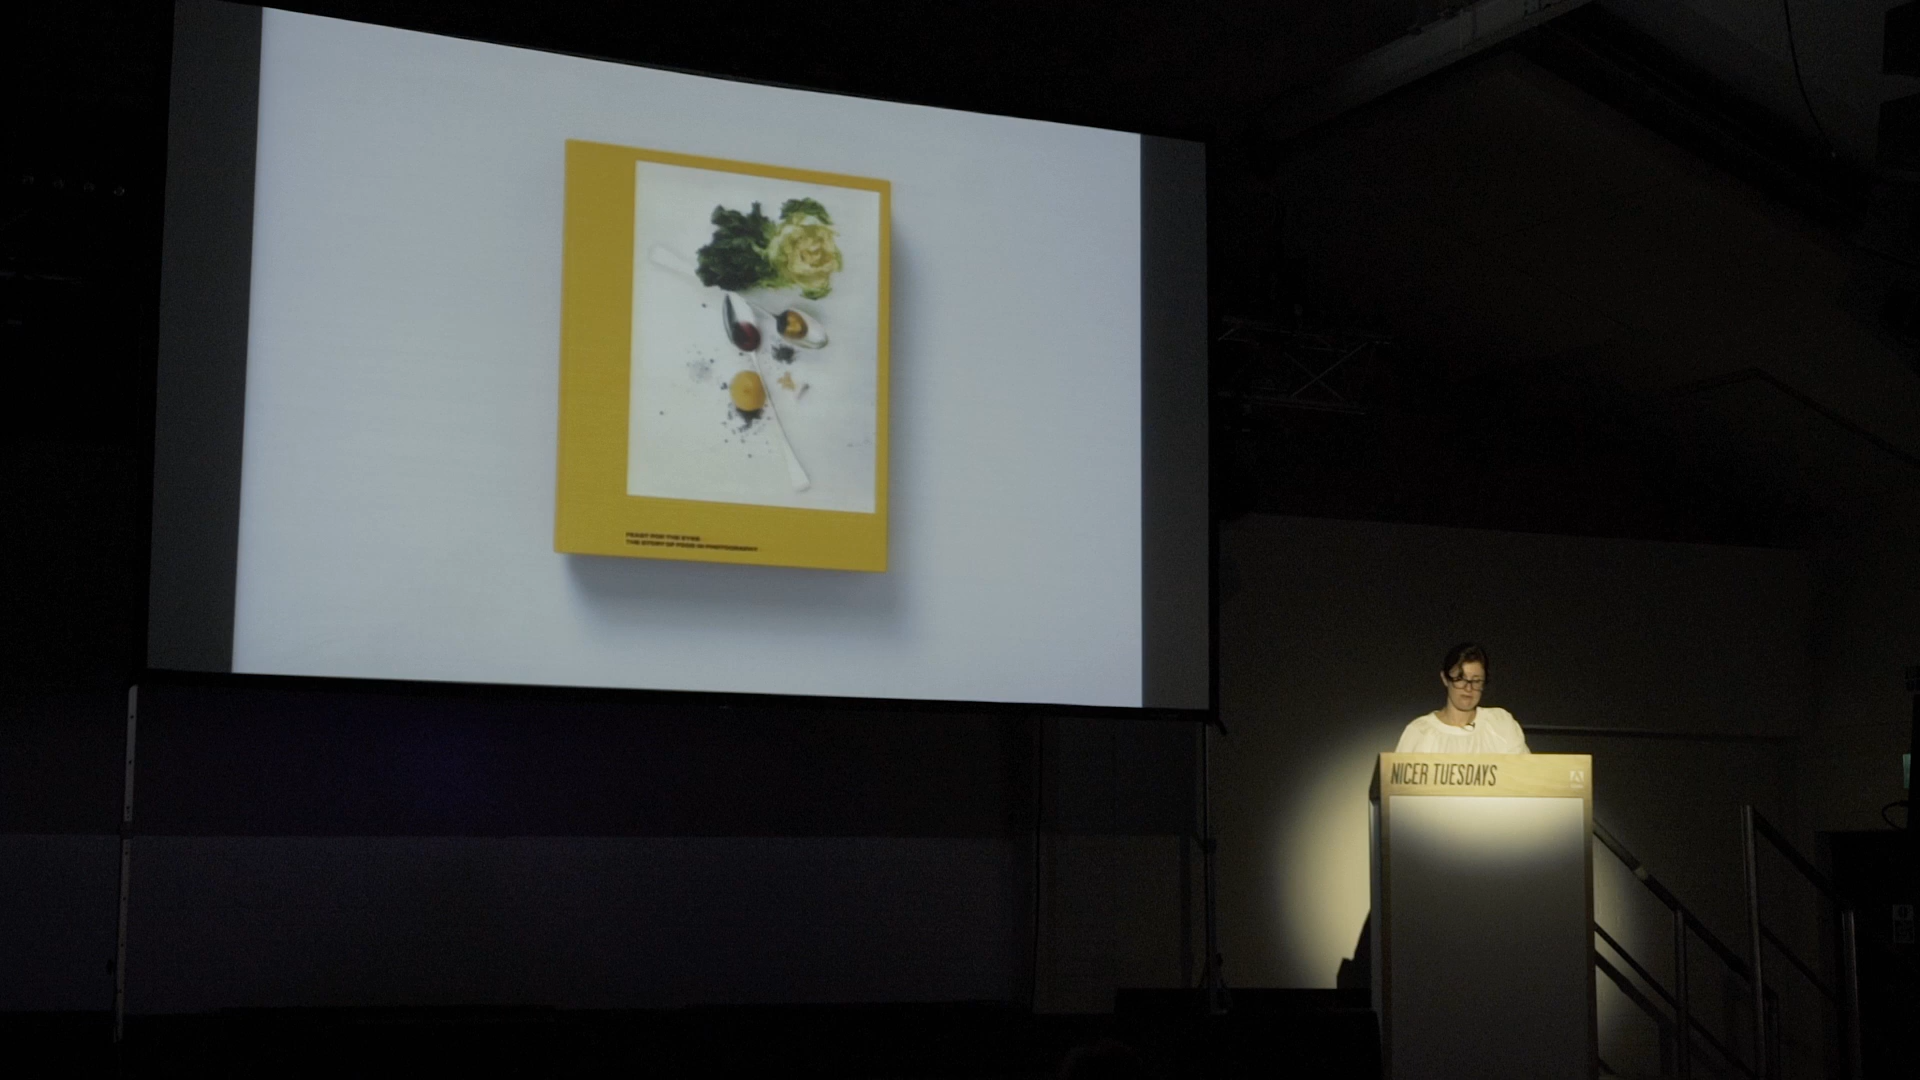 FEAST FOR THE EYES
THE STORY OF FOOD IN PHOTOGRAPHY
NICER TUESDAYS